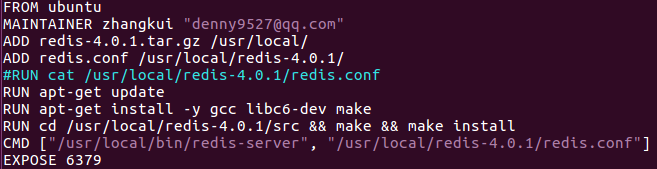 FROM ubuntu
MAINTAINER zhangkui "denny9527@qq.com"
ADD redis-4.0.1.tar.gz /usr/local/
ADD redis.conf /usr/local/redis-4.0.1/
#RUN cat /usr/local/redis-4.0.1/redis.conf
RUN apt-get update
RUN apt-get install -y gcc libc6-dev make
RUN cd /usr/local/redis-4.0.1/src && make && make install
CMD ["/usr/local/bin/redis-server", "/usr/local/redis-4.0.1/redis.conf"]
EXPOSE 6379